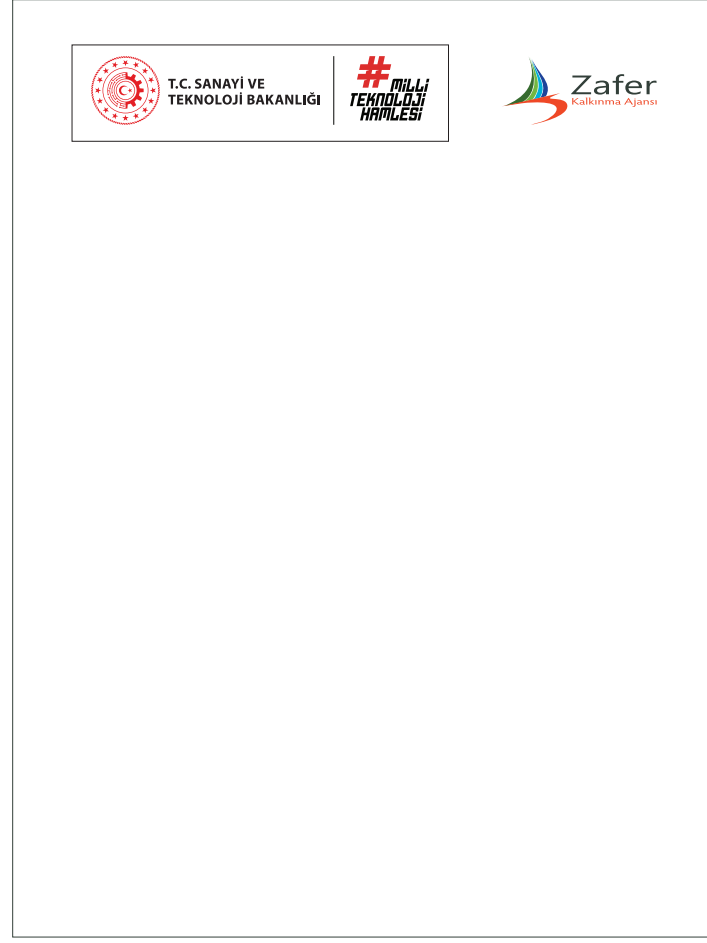 T.C. SANAYİ VE
TEKNOLOJİ BAKANLIĞI
#MİLLİ
TEKNOLOJİ
HAMLESİ
Zafer
Kalkınma Ajansı